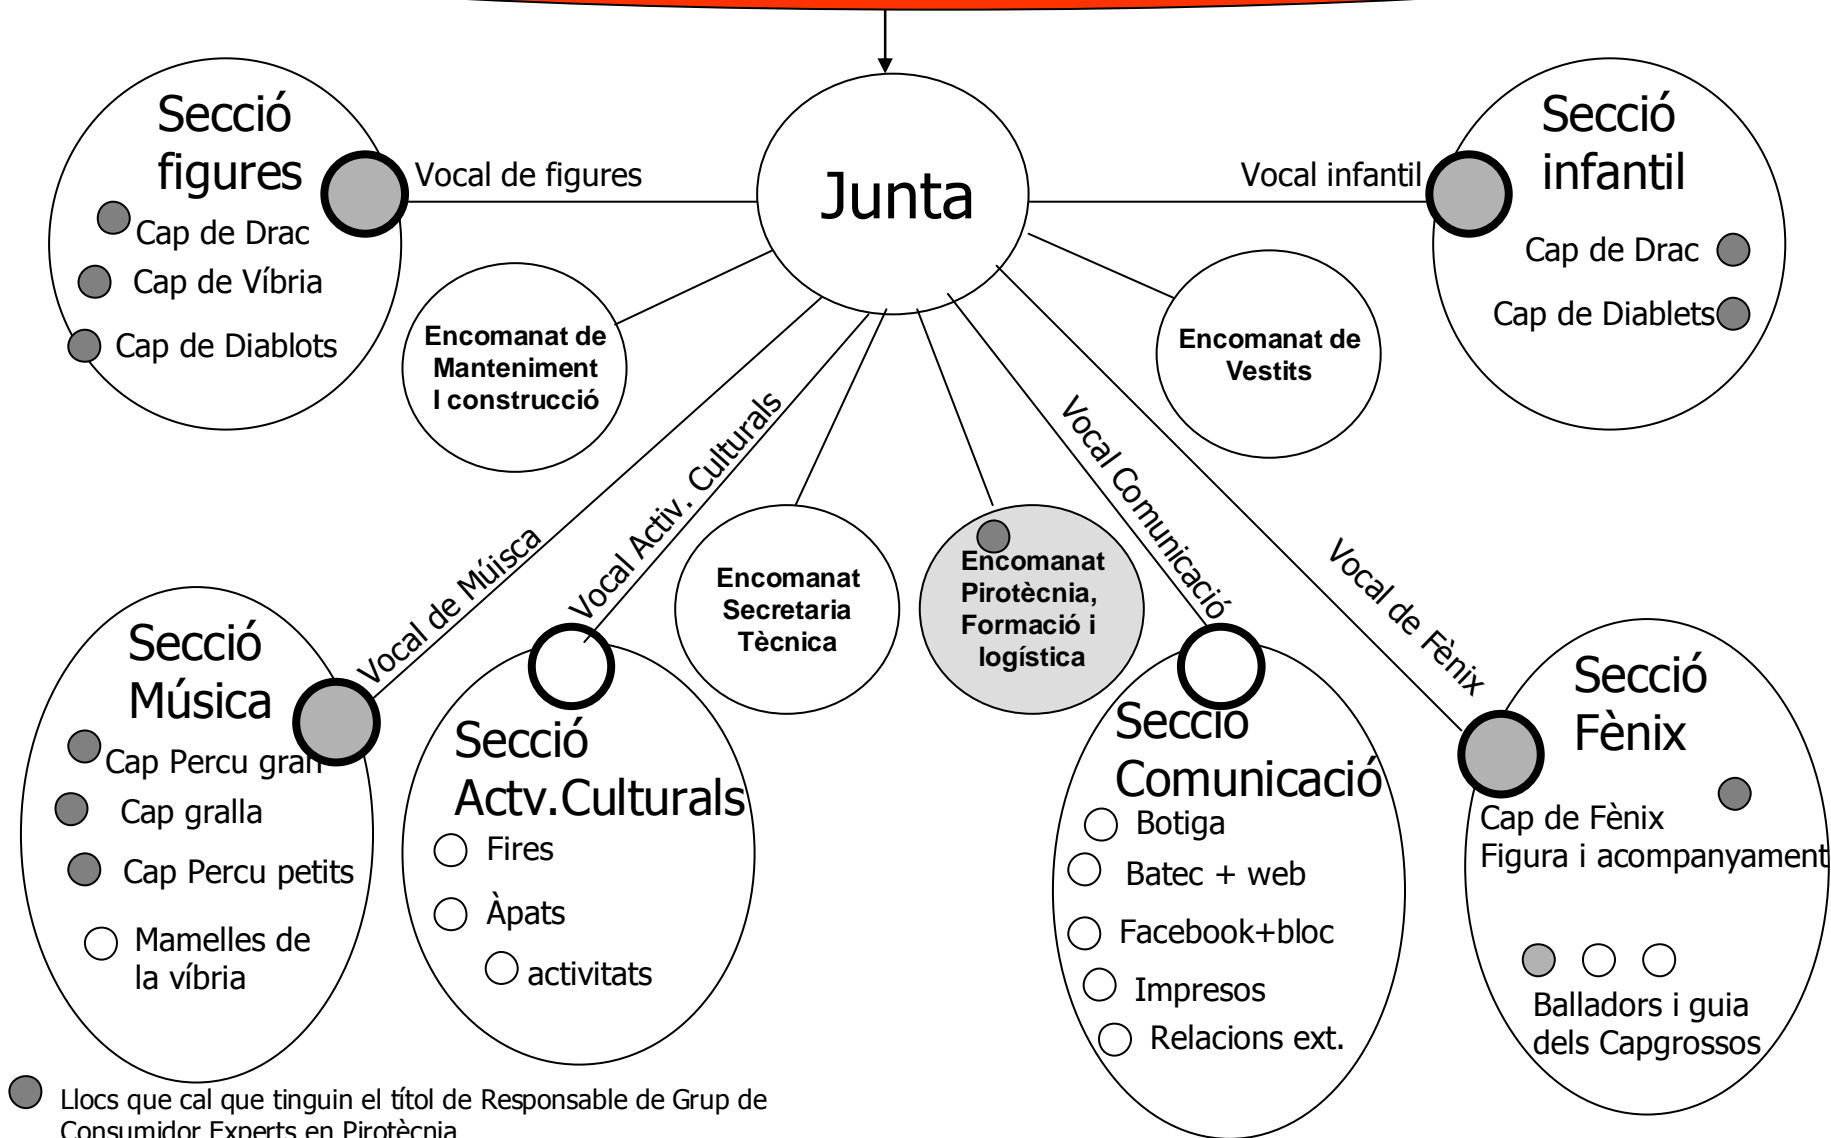 Secció
figures
Cap de Drac
Cap de Víbria
Cap de Diablots
Vocal de figures
Junta
Vocal infantil
Secció
infantil
Cap de Drac
Cap de Diablets
Encomanat de
Manteniment
I construcció
Encomanat de
Vestits
Vocal de Múisca
Vocal Activ. Culturals
Vocal Comunicació
Vocal de Fènix
Encomanat
Secretaria
Tècnica
Encomanat
Pirotècnia,
Formació i
logística
Secció
Música
Cap Percu gran
Cap gralla
Cap Percu petits
Mamelles de
la víbria
Secció
Actv.Culturals
Fires
Àpats
activitats
Secció
Comunicació
Botiga
Batec + web
Facebook+bloc
Impresos
Relacions ext.
Secció
Fènix
Cap de Fènix
Figura i acompanyament
Balladors i guia
dels Capgrossos
Llocs que cal que tinguin el títol de Responsable de Grup de
Consumidor Experts en Pirotècnia